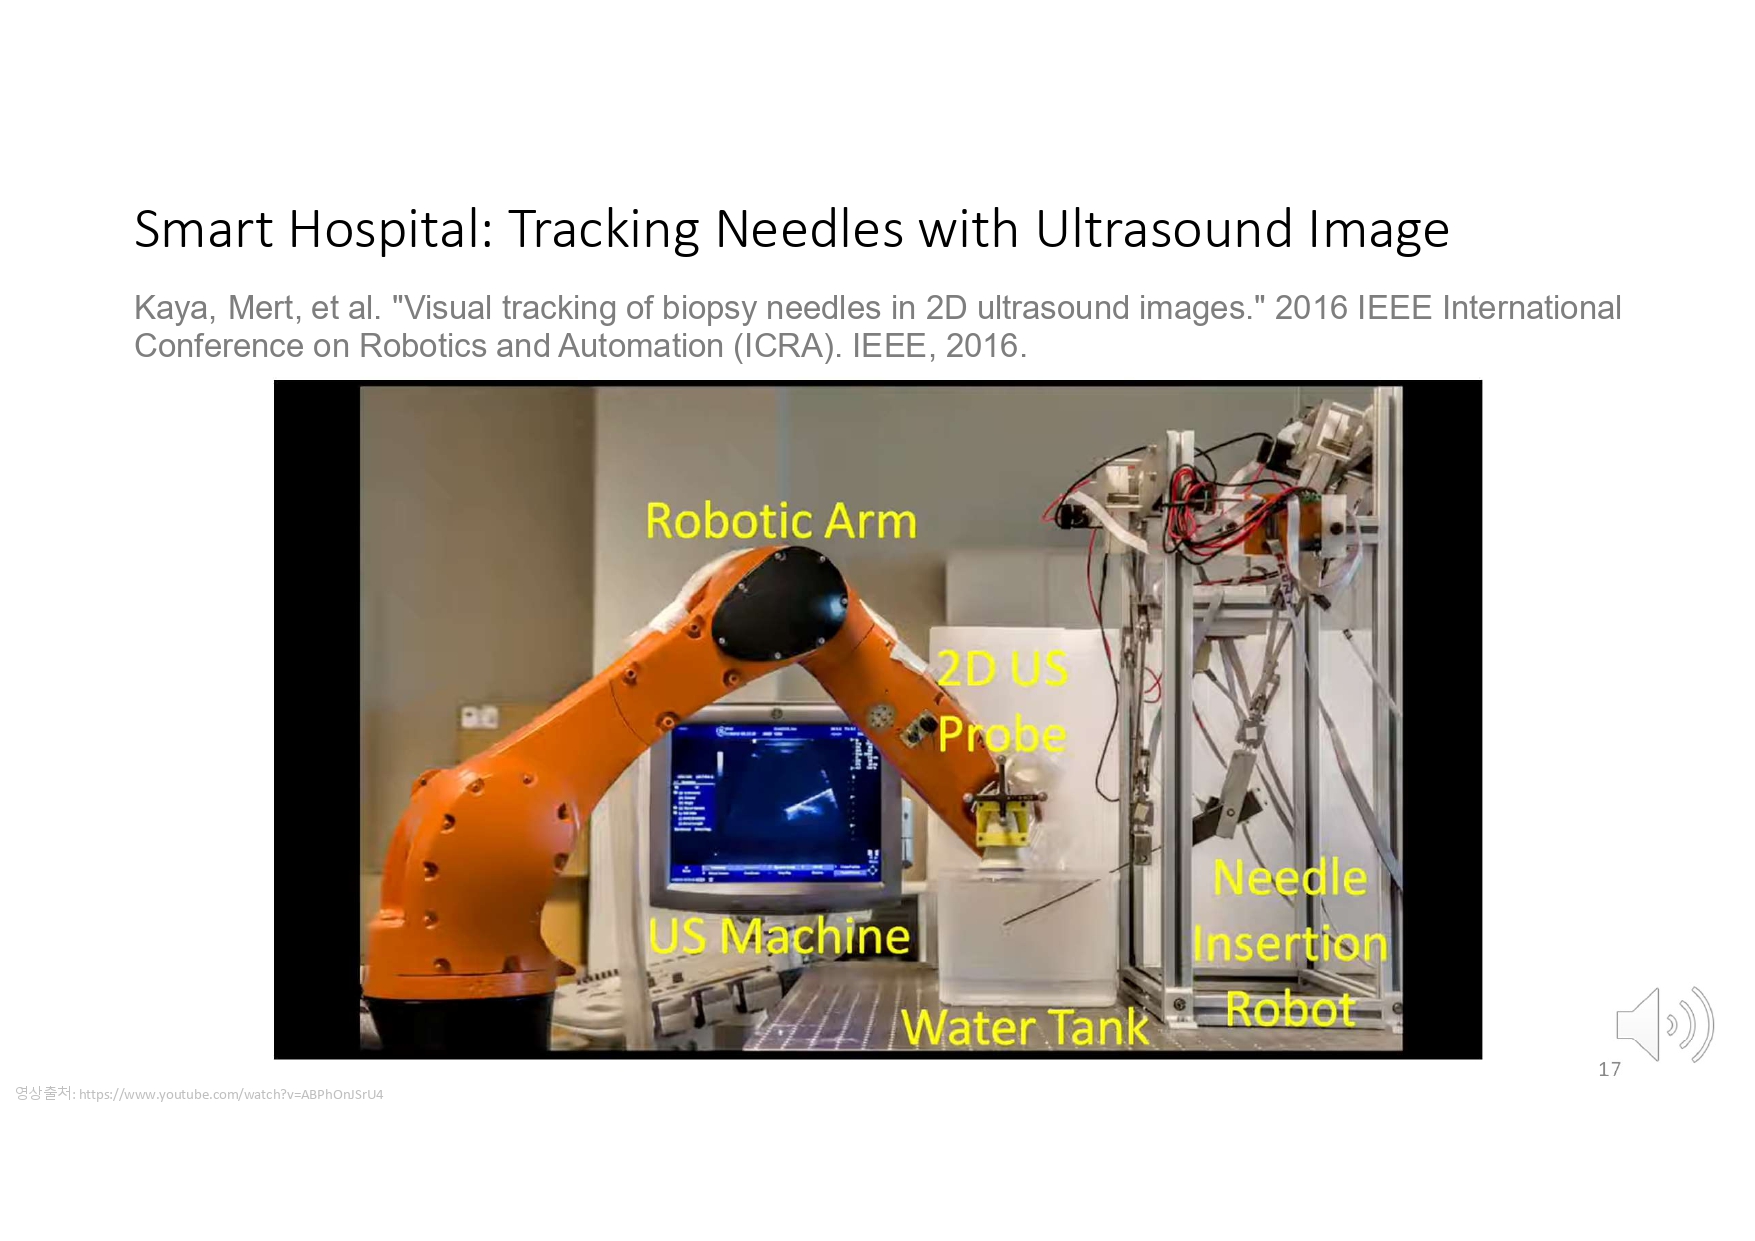 Smart Hospital: Tracking Needles with Ultrasound Image
Kaya, Mert, et al. "Visual tracking of biopsy needles in 2D ultrasound images." 2016 IEEE International
Conference on Robotics and Automation (ICRA). IEEE, 2016.
Robotic Arm
2D US
Probe
US Machine
Needle
Insertion
Robot
Water Tank
17
영상출처: https://www.youtube.com/watch?v=ABPhOnJSrU4